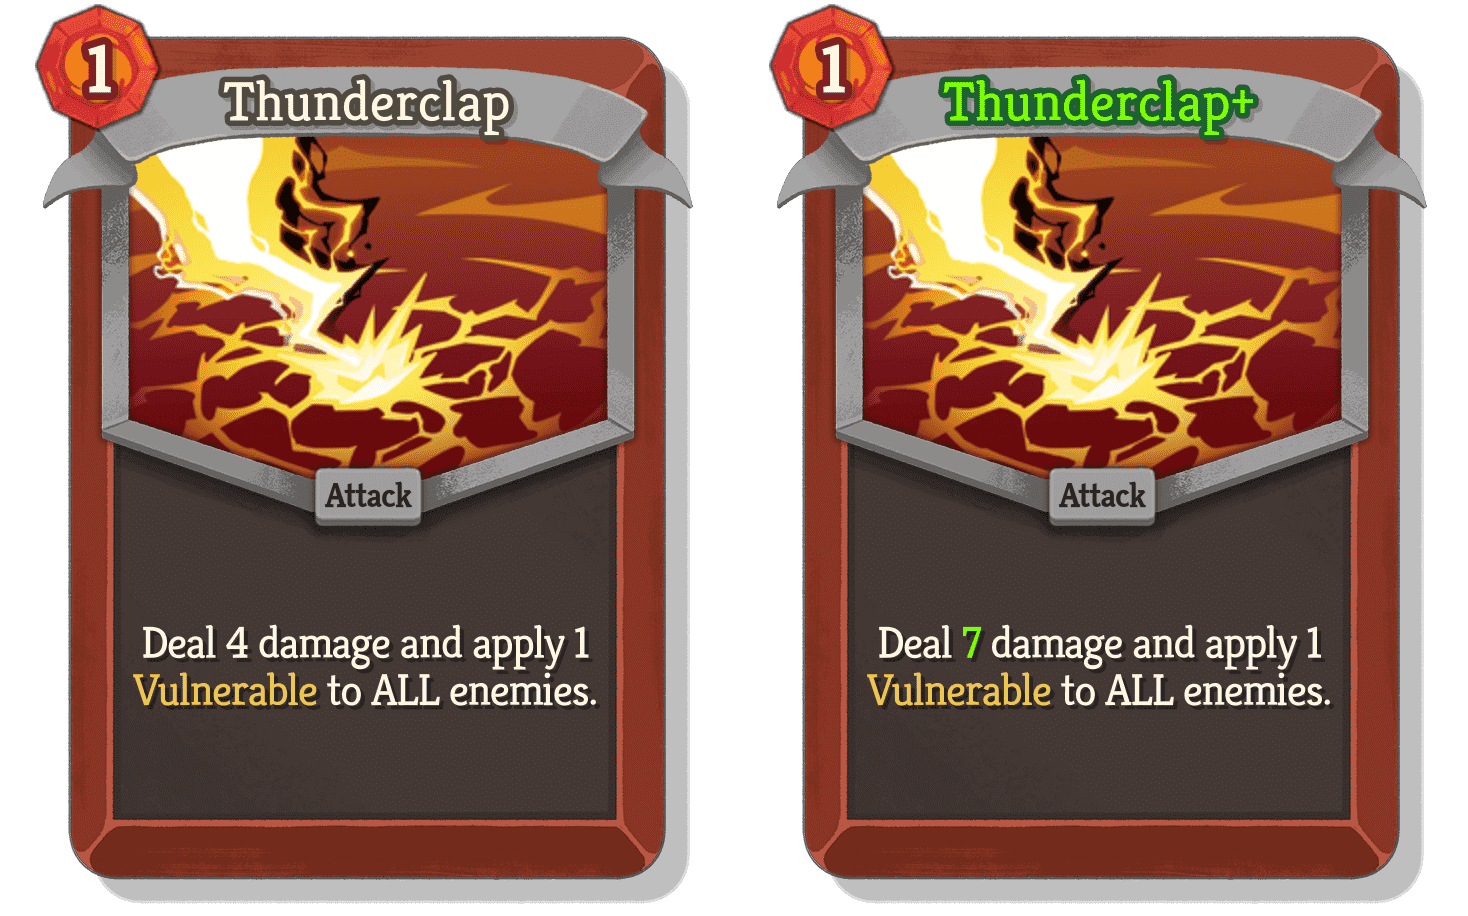 1
Thunderclap
Attack
Deal 4 damage and apply 1
Vulnerable to ALL enemies.
1
Thunderclap+
Attack
Deal 7 damage and apply 1
Vulnerable to ALL enemies.